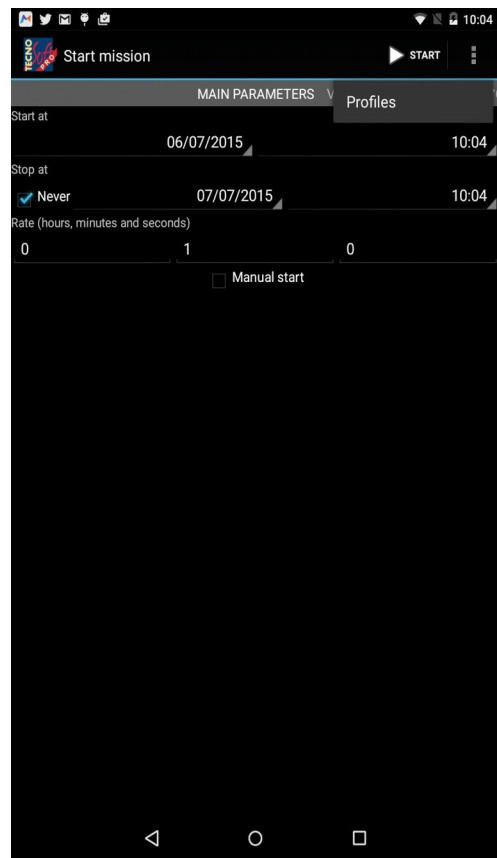 10:04
TECNO Soft PRO
Start mission
START
MAIN PARAMETERS V
Profiles
Start at
06/07/2015 10:04
Stop at
Never 07/07/2015 10:04
Rate (hours, minutes and seconds)
0 1 0
Manual start